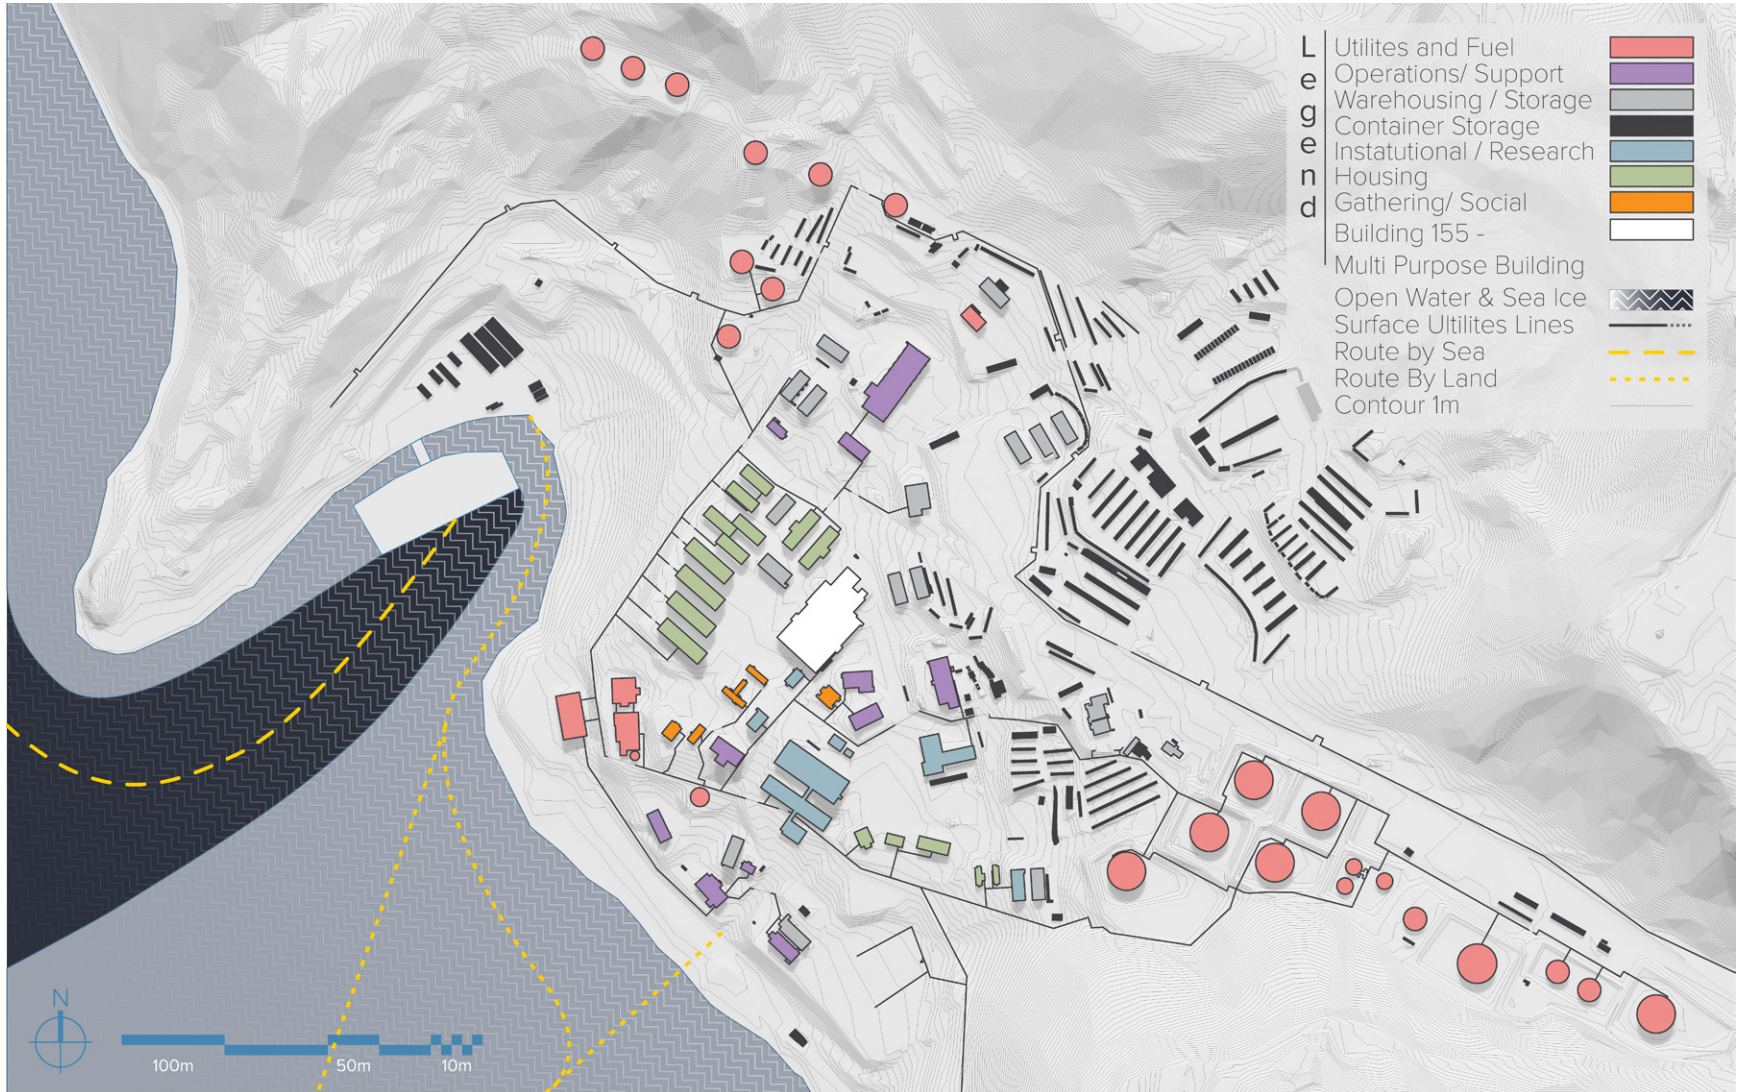 Legend
Utilites and Fuel
Operations/ Support
Warehousing / Storage
Container Storage
Instatutional / Research
Housing
Gathering/ Social
Building 155 -
Multi Purpose Building
Open Water & Sea Ice
Surface Ultilites Lines
Route by Sea
Route By Land
Contour 1m
N
100m 50m 10m